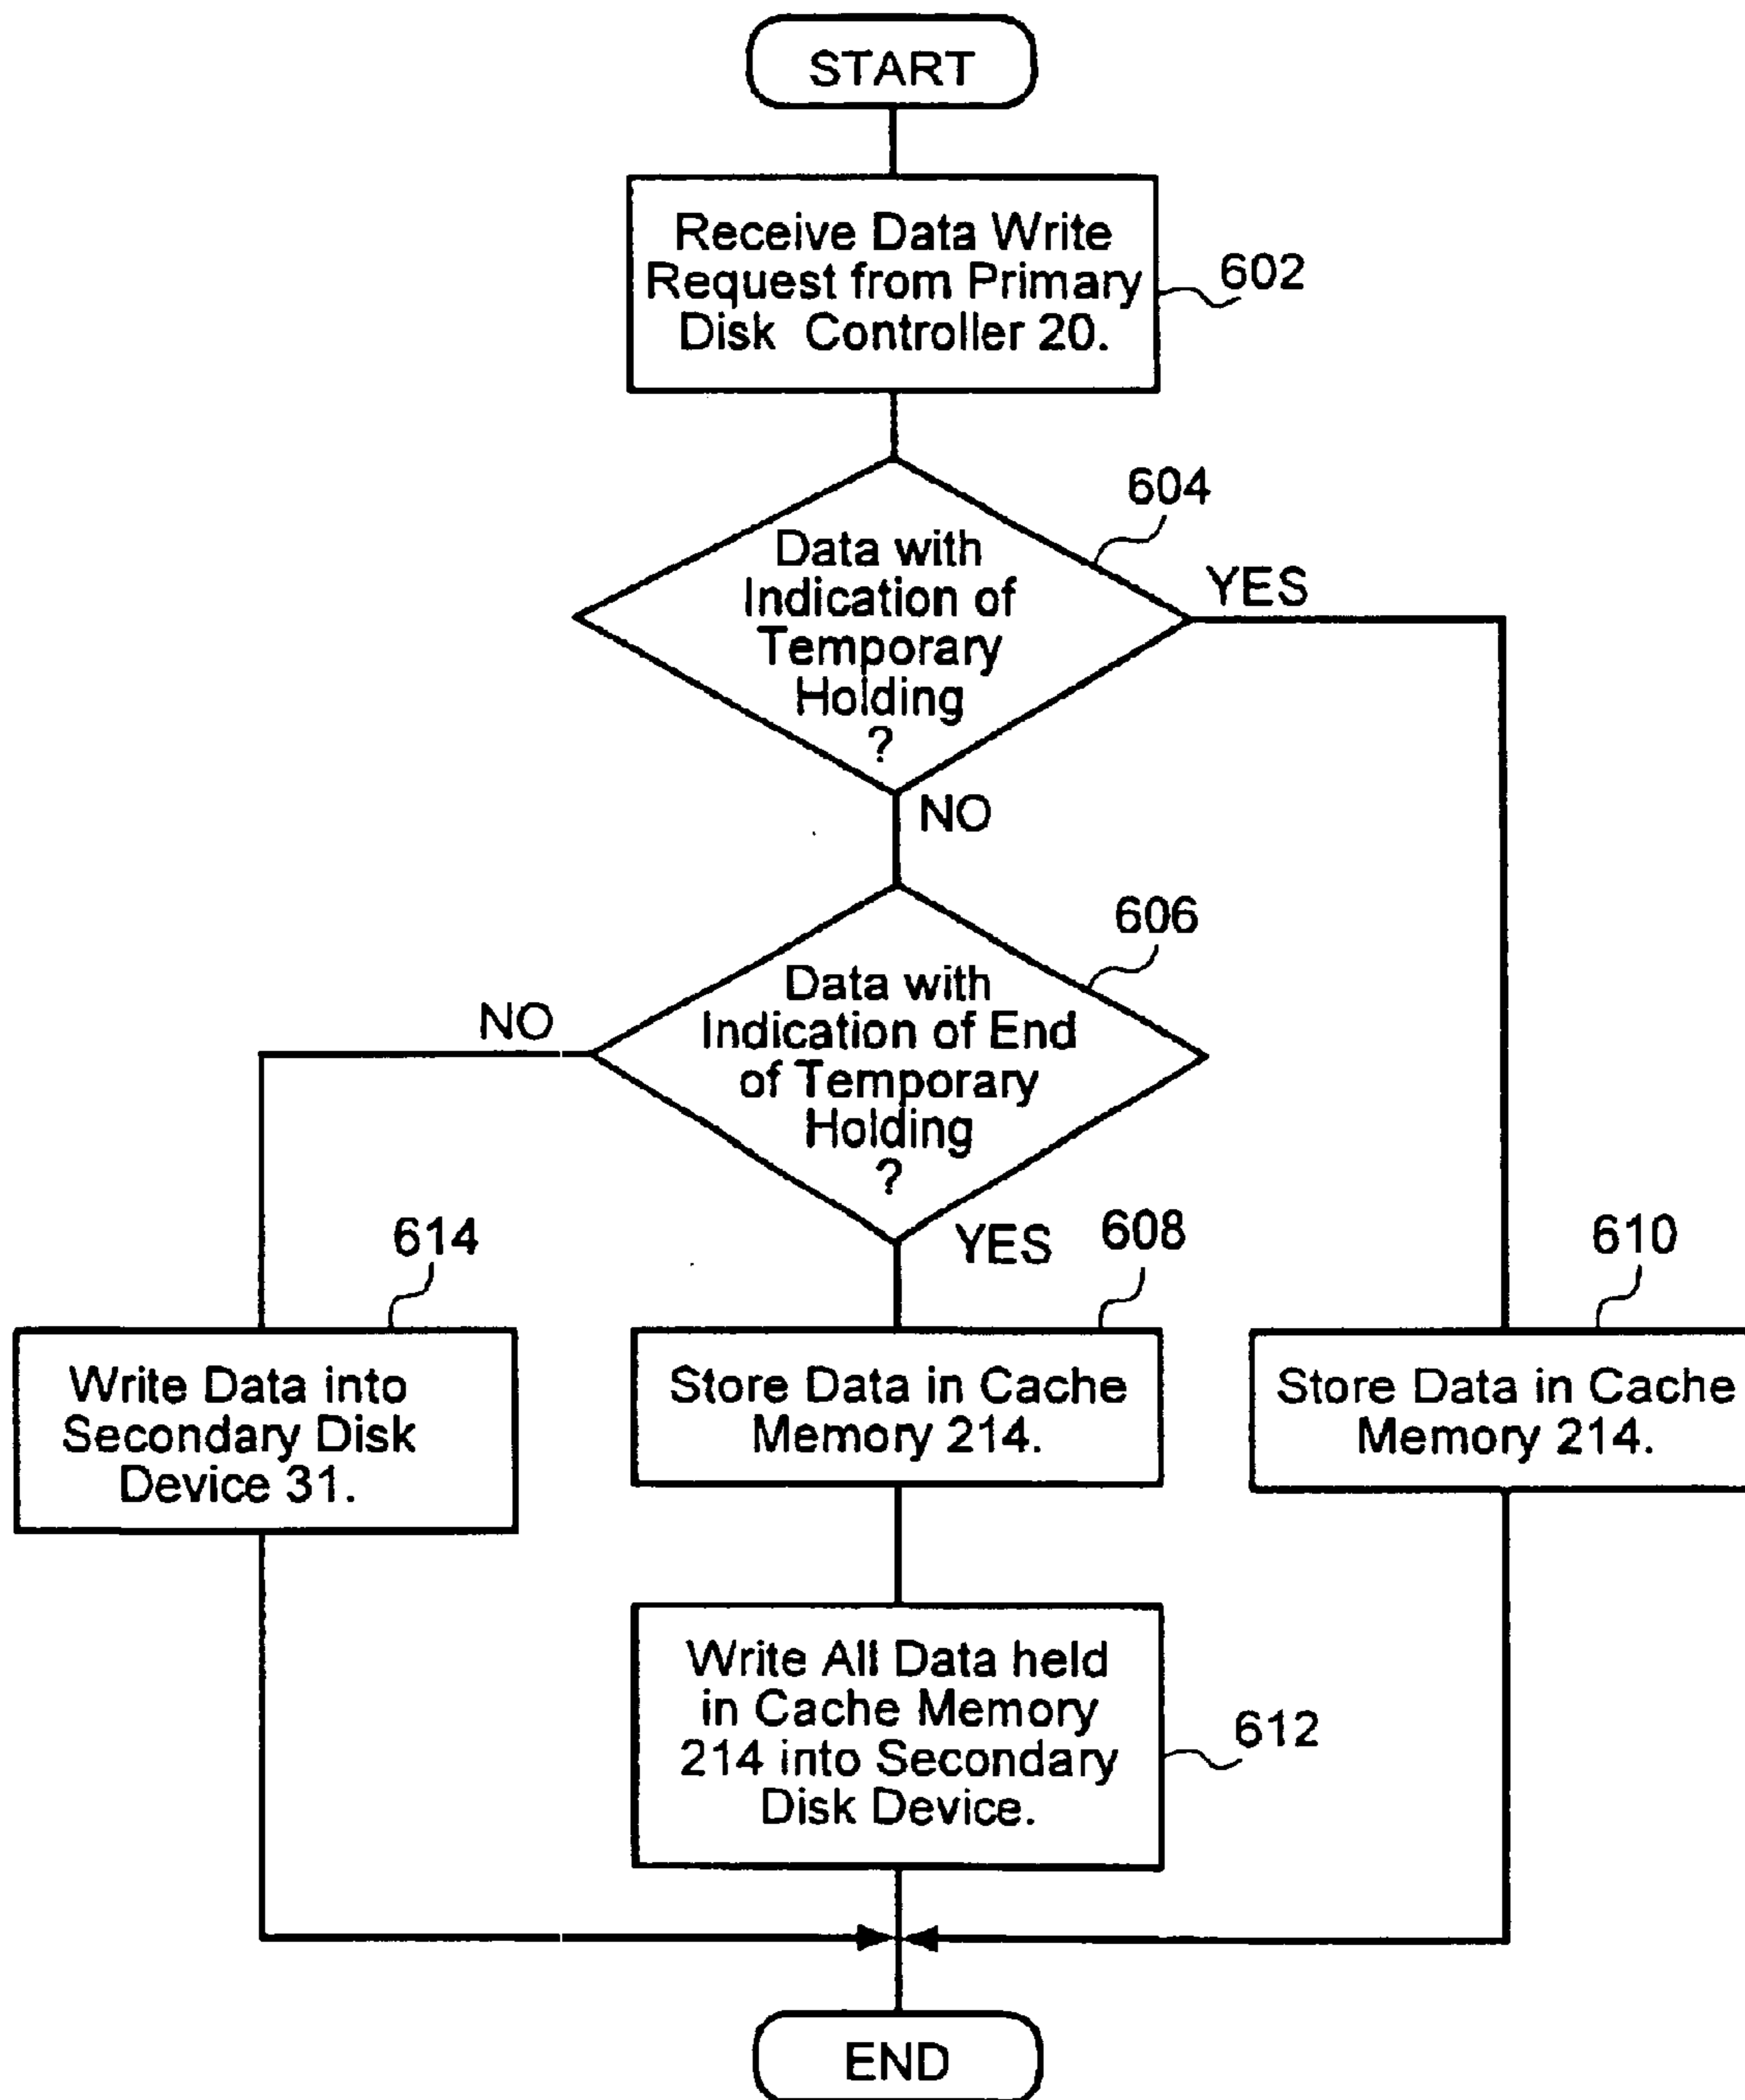 START
Receive Data Write
Request from Primary
Disk Controller 20.
602
604
Data with
Indication of
Temporary
Holding
?
YES
NO
606
Data with
Indication of End
of Temporary
Holding
?
NO
YES
614
608
610
Write Data into
Secondary Disk
Device 31.
Store Data in Cache
Memory 214.
Store Data in Cache
Memory 214.
Write All Data held
in Cache Memory
214 into Secondary
Disk Device.
612
END